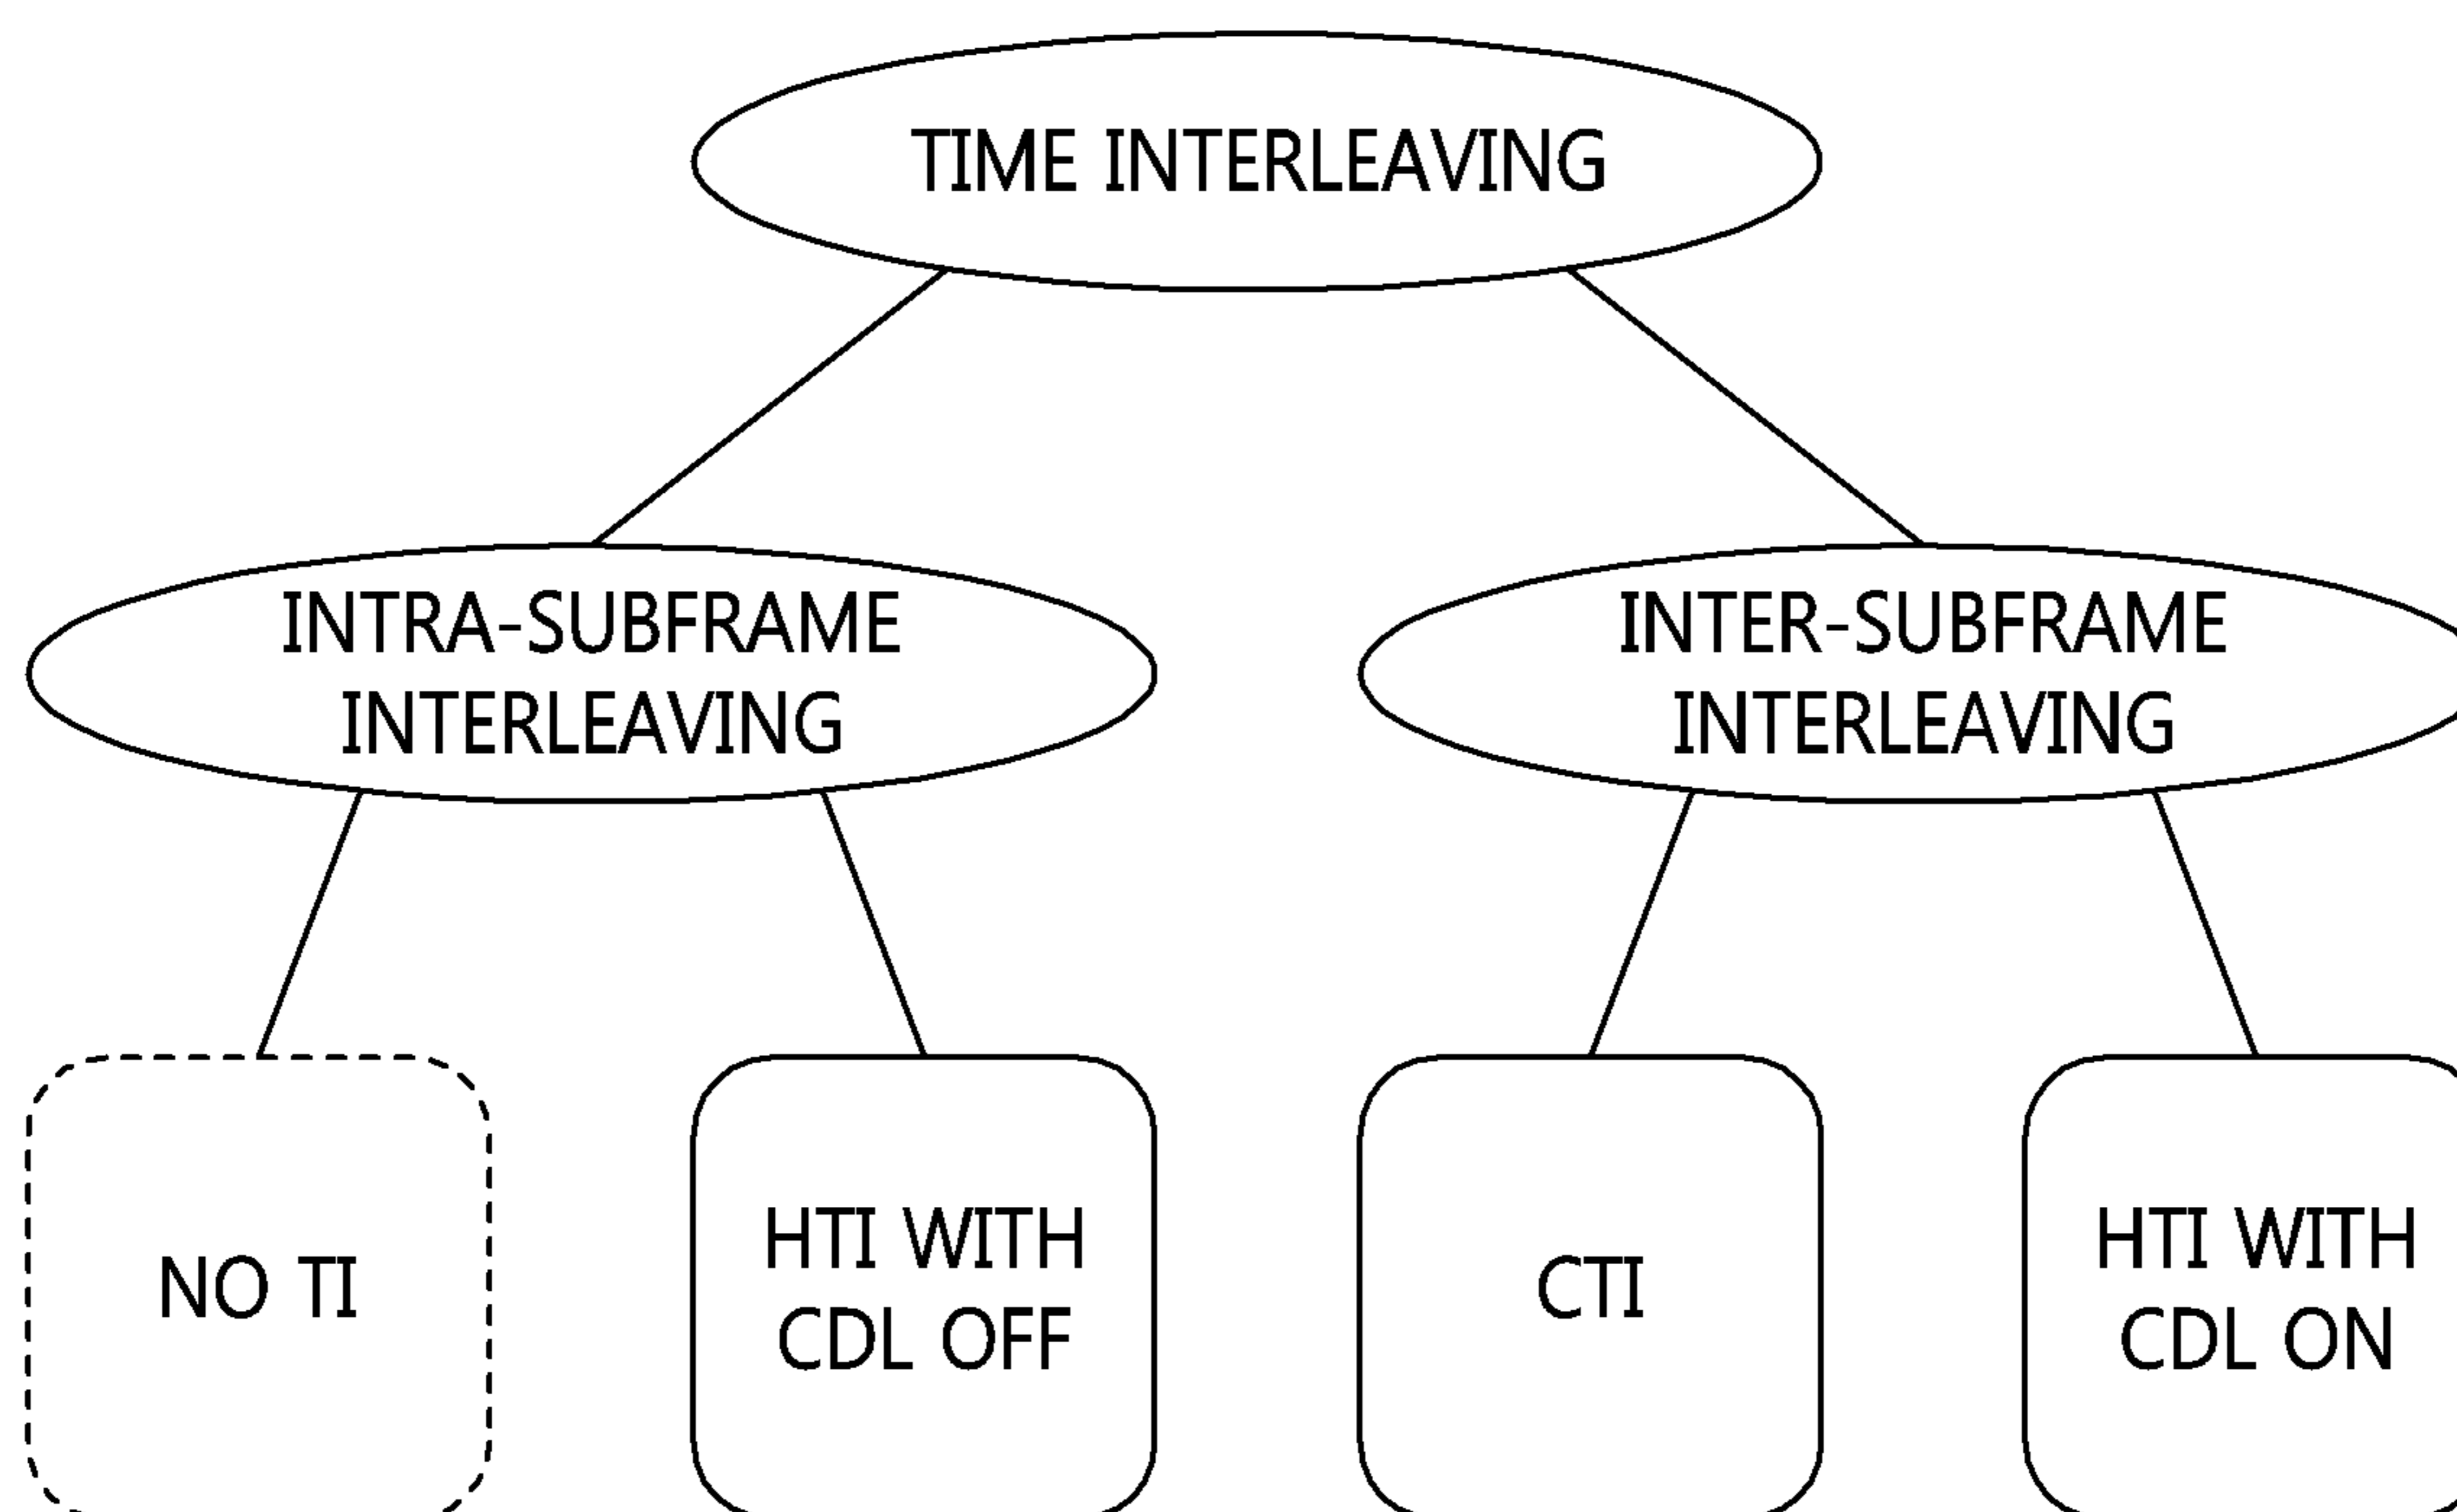 TIME INTERLEAVING
INTRA-SUBFRAME
INTERLEAVING
INTER-SUBFRAME
INTERLEAVING
NO TI
HTI WITH
CDL OFF
CTI
HTI WITH
CDL ON